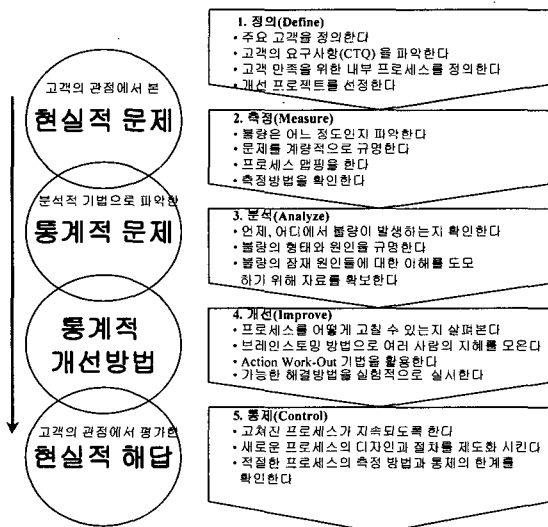 고객의 관점에서 본
현실적 문제
분석적 기법으로 파악한
통계적 문제
통계적
개선방법
고객의 관점에서 평가한
현실적 해답
1. 정의(Define)
• 주요 고객을 정의한다
• 고객의 요구사항(CTQ)을 파악한다
• 고객 만족을 위한 내부 프로세스를 정의한다
• 개선 프로젝트를 선정한다
2. 측정(Measure)
• 불량은 어느 정도인지 파악한다
• 문제를 계량적으로 규명한다
• 프로세스 맵핑을 한다
• 측정방법을 확인한다
3. 분석(Analyze)
• 언제, 어디에서 불량이 발생하는지 확인한다
• 불량의 형태와 원인을 규명한다
• 불량의 잠재 원인들에 대한 이해를 도모
하기 위해 자료를 확보한다
4. 개선(Improve)
• 프로세스를 어떻게 고칠 수 있는지 살펴본다
• 브레인스토밍 방법으로 여러 사람의 지혜를 모은다
• Action Work-Out 기법을 활용한다
• 가능한 해결방법을 실험적으로 실시한다
5. 통제(Control)
• 고쳐진 프로세스가 지속되도록 한다
• 새로운 프로세스의 디자인과 절차를 제도화 시킨다
• 적절한 프로세스의 측정 방법과 통제의 한계를
확인한다